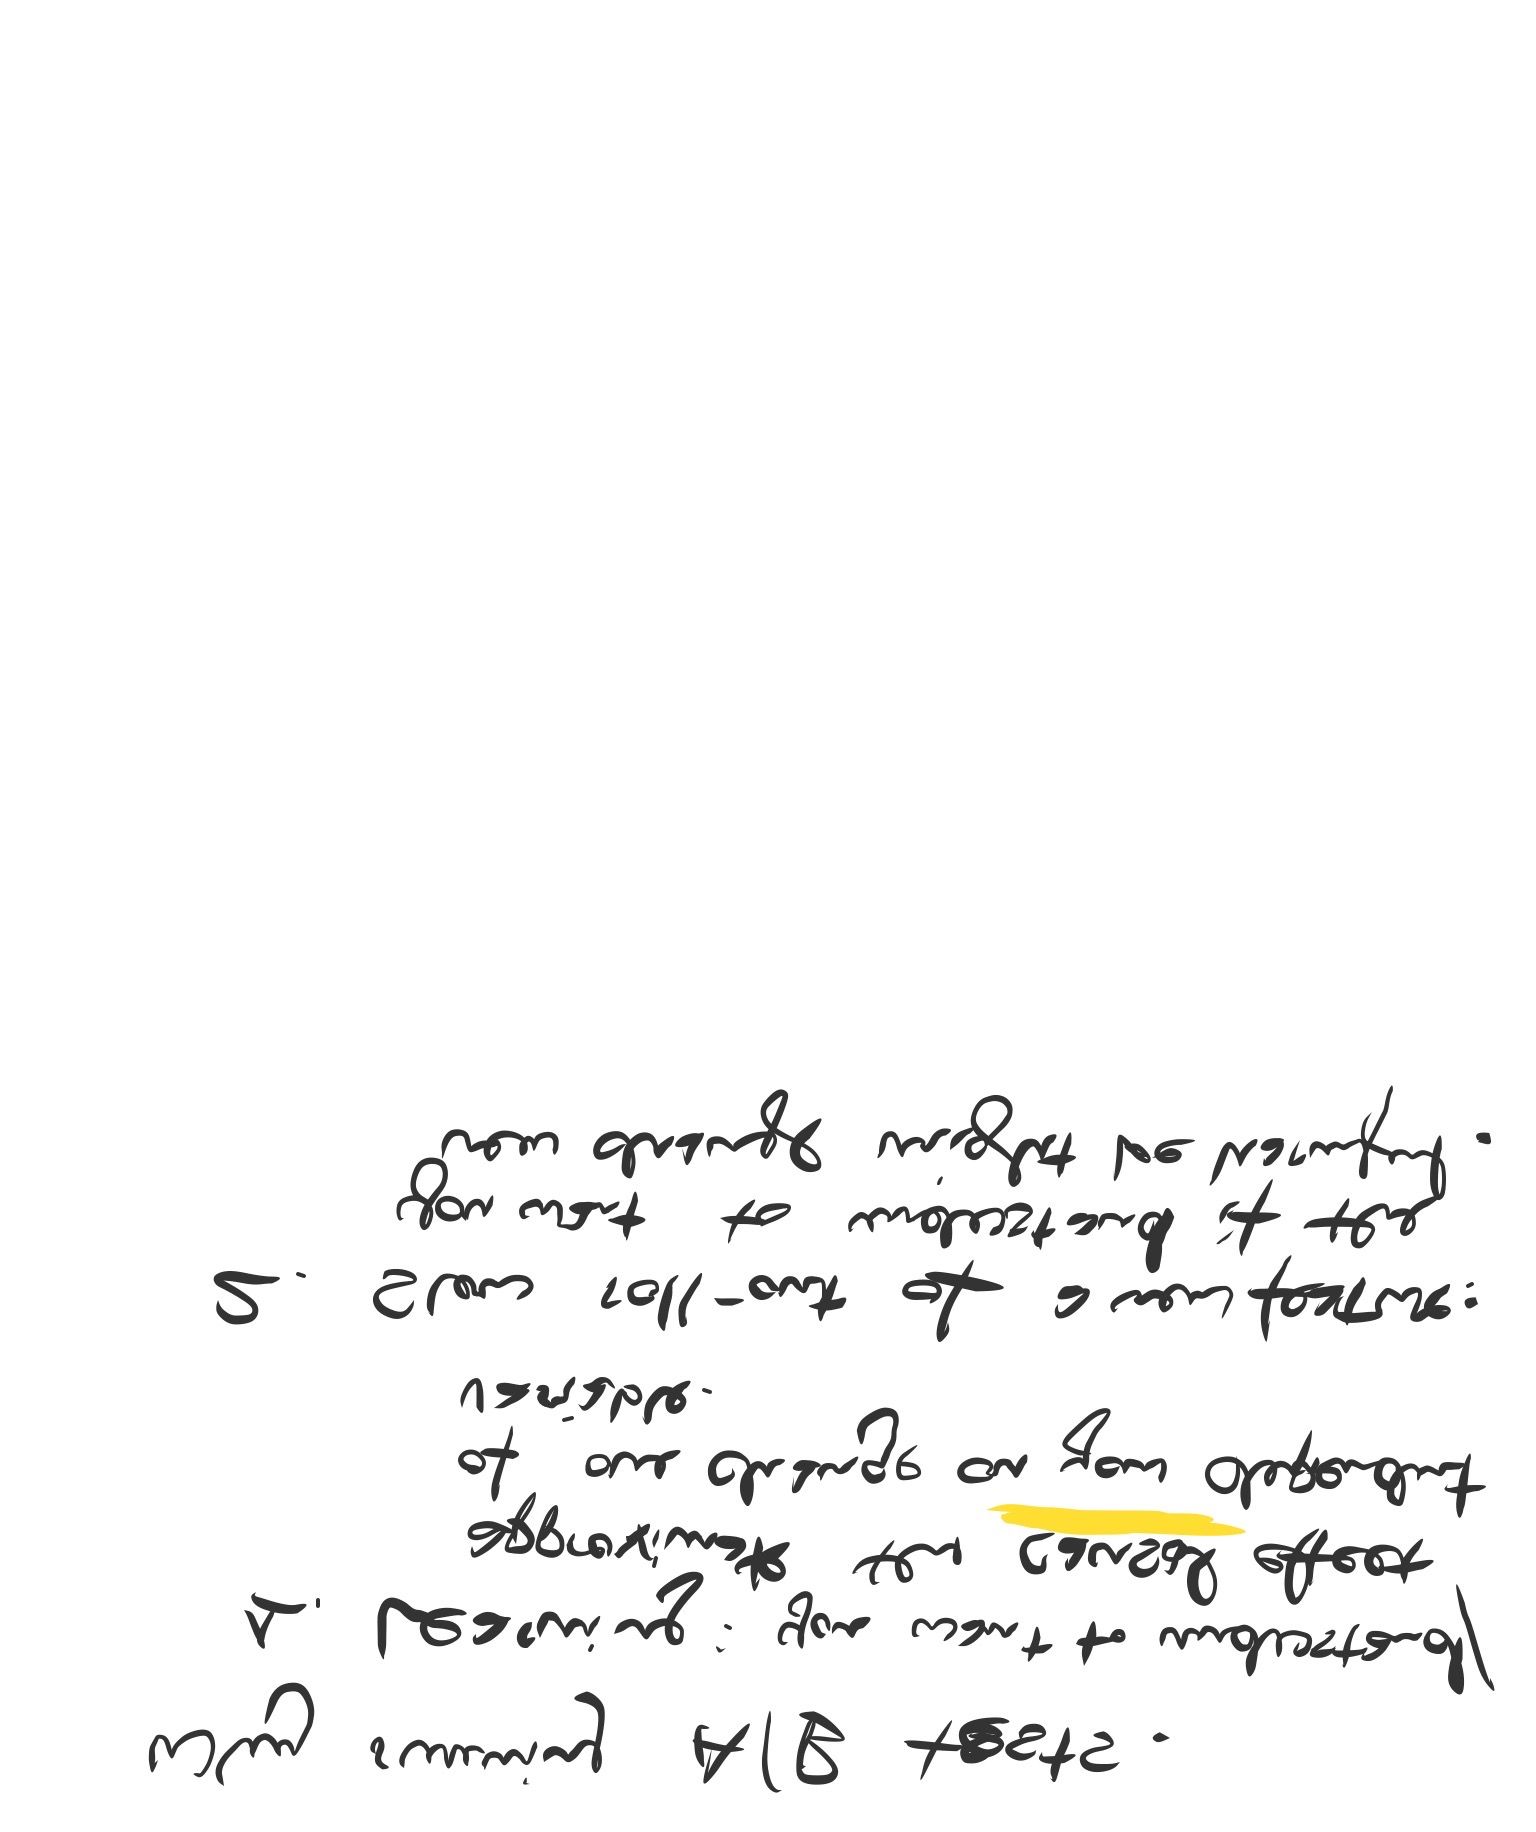 Why running A/B tests.
1. Learning: you want to understand/
approximate the causal effect
of one change on your dependent
variable.
2. Slow roll-out of a new feature:
you want to understand if the
new change might be harmful.